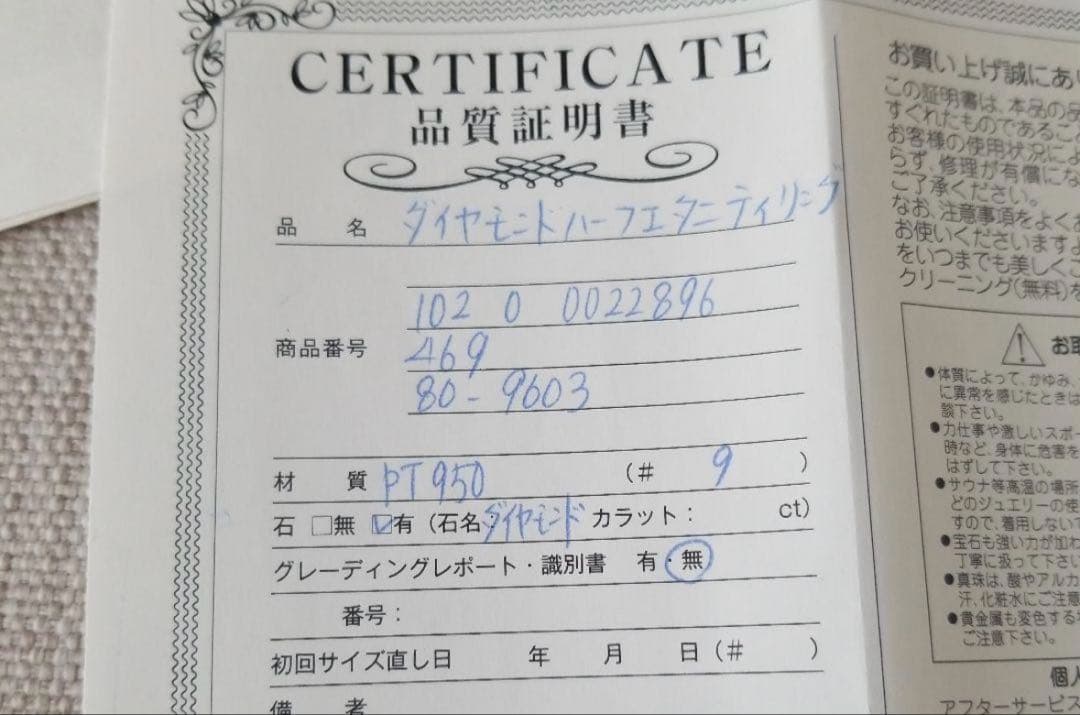 CERTIFICATE
品質証明書
品 名 ダイヤモンドハーフエタニティリング
102 0 0022896
商品番号 469
80-9603
材 質 PT950 (# 9 )
石 □無 ☑有 (石名:ダイヤモンド カラット: ct)
グレーディングレポート・識別書 有・無
番号:
初回サイズ直し日 年 月 日 (# )
備 考
お買い上げ誠にあり
この証明書は、本品の品
すぐれたものであるこ
お客様の使用状況によ
らず、修理が有償にな
ご了承ください。
なお、注意事項をよくお
お使いくださいますよ
をいつまでも美しくご
クリーニング(無料)を
お取
●体質によって、かゆみ、
に異常を感じたときは
談下さい。
●力仕事や激しいスポー
時など、身体に危害を
はずして下さい。
●サウナ等高温の場所
どのジュエリーの使
すので、着用しないで
●宝石も強い力が加わ
丁寧に扱って下さい
●真珠は、酸やアルカ
汗、化粧水にご注意
●貴金属も変色する
ご注意下さい。
個人
アフターサービス